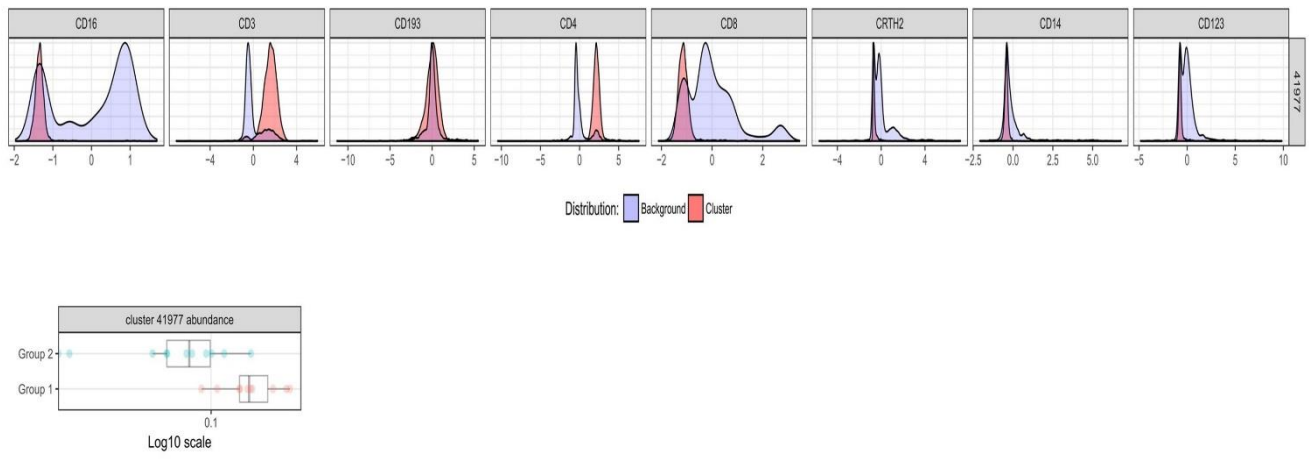 CD16 CD3 CD193 CD4 CD8 CRTH2 CD14 CD123
41977
-2 -1 0 1 -4 0 4 -10 -5 0 5 -10 -5 0 5 -2 0 2 -4 0 4 -2.5 0.0 2.5 5.0 -5 0 5 10
Distribution: Background Cluster
cluster 41977 abundance
Group 2
Group 1
0.1
Log10 scale